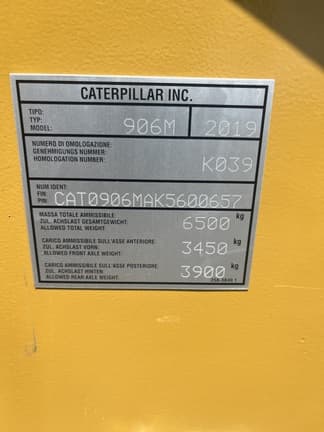 CATERPILLAR INC.
TIPO:
TYP:
MODEL: 906M 2019
NUMERO DI OMOLOGAZIONE:
GENEHMIGUNGS NUMMER:
HOMOLOGATION NUMBER: K039
NUM IDENT:
FIN:
PIN: CAT0906MAK5600657
MASSA TOTALE AMMISSIBILE:
ZUL. GESAMTGEWICHT: 6500 kg
ALLOWED TOTAL WEIGHT:
CARICO AMMISSIBILE SULL'ASSE ANTERIORE:
ZUL. ACHSLAST VORN: 3450 kg
ALLOWED FRONT AXLE WEIGHT:
CARICO AMMISSIBILE SULL'ASSE POSTERIORE:
ZUL. ACHSLAST HINTEN: 3900 kg
ALLOWED REAR AXLE WEIGHT: